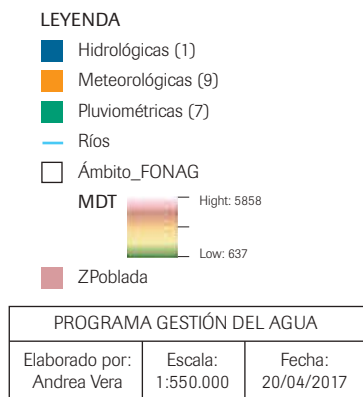 LEYENDA
Hidrológicas (1)
Meteorológicas (9)
Pluviométricas (7)
Ríos
Ámbito_FONAG
MDT
Hight: 5858
Low: 637
ZPoblada
PROGRAMA GESTIÓN DEL AGUA
Elaborado por:
Andrea Vera
Escala:
1:550.000
Fecha:
20/04/2017